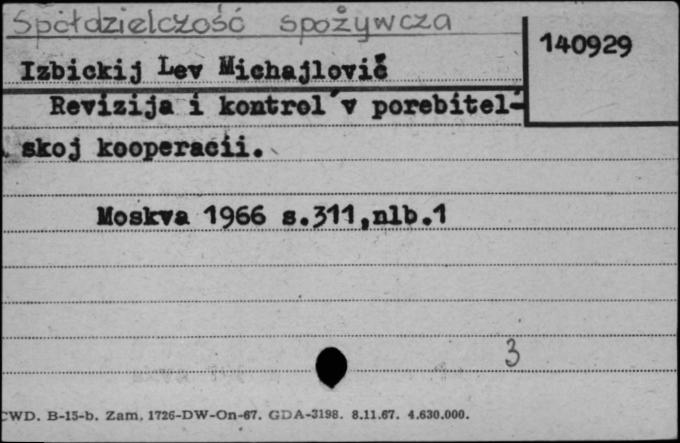 Spółdzielczość spożywcza
140929
Izbickij Lev Michajlovič
Revizija i kontrol´v porebitel´-
skoj kooperacii.
Moskva 1966 s.311,nlb.1
3
CWD. B-15-b. Zam. 1726-DW-On-67. GDA-3198. 8.11.67. 4.630.000.